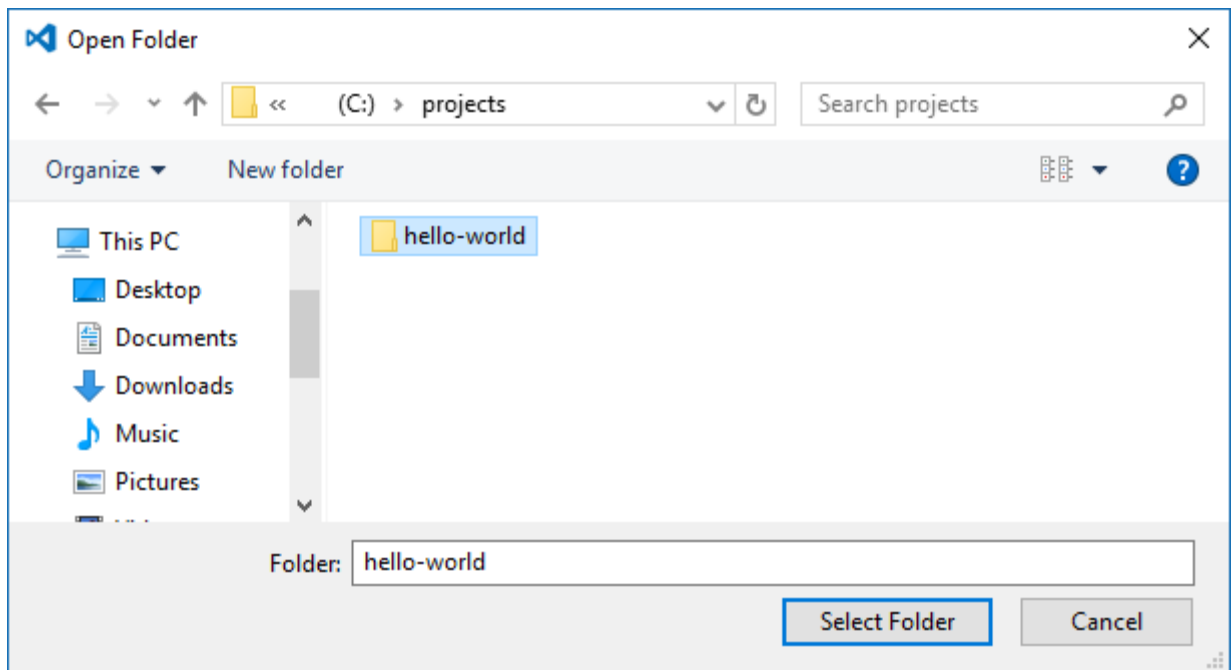 Open Folder
« (C:) › projects
Search projects
Organize
New folder
This PC
hello-world
Desktop
Documents
Downloads
Music
Pictures
Folder: hello-world
Select Folder
Cancel